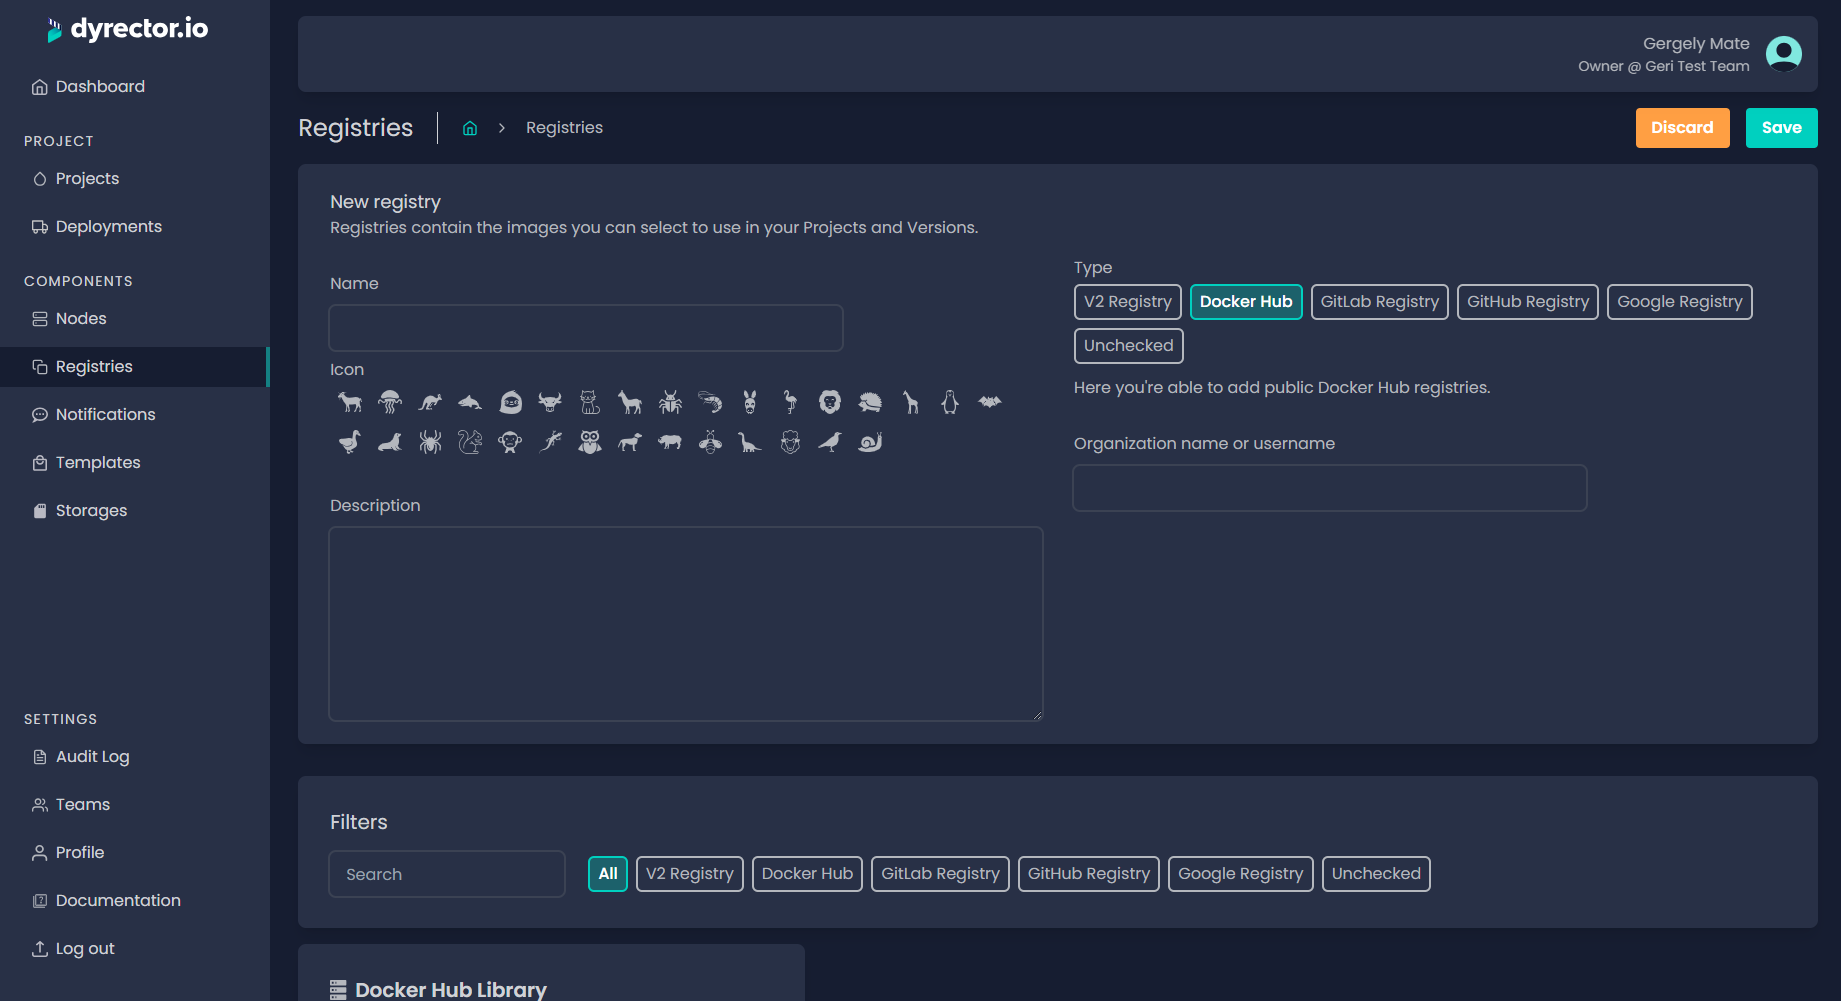 dyrector.io
Dashboard
PROJECT
Projects
Deployments
COMPONENTS
Nodes
Registries
Notifications
Templates
Storages
SETTINGS
Audit Log
Teams
Profile
Documentation
Log out
Gergely Mate
Owner @ Geri Test Team
Registries
Registries
Discard
Save
New registry
Registries contain the images you can select to use in your Projects and Versions.
Name
Icon
Description
Type
V2 Registry
Docker Hub
GitLab Registry
GitHub Registry
Google Registry
Unchecked
Here you're able to add public Docker Hub registries.
Organization name or username
Filters
Search
All
V2 Registry
Docker Hub
GitLab Registry
GitHub Registry
Google Registry
Unchecked
Docker Hub Library